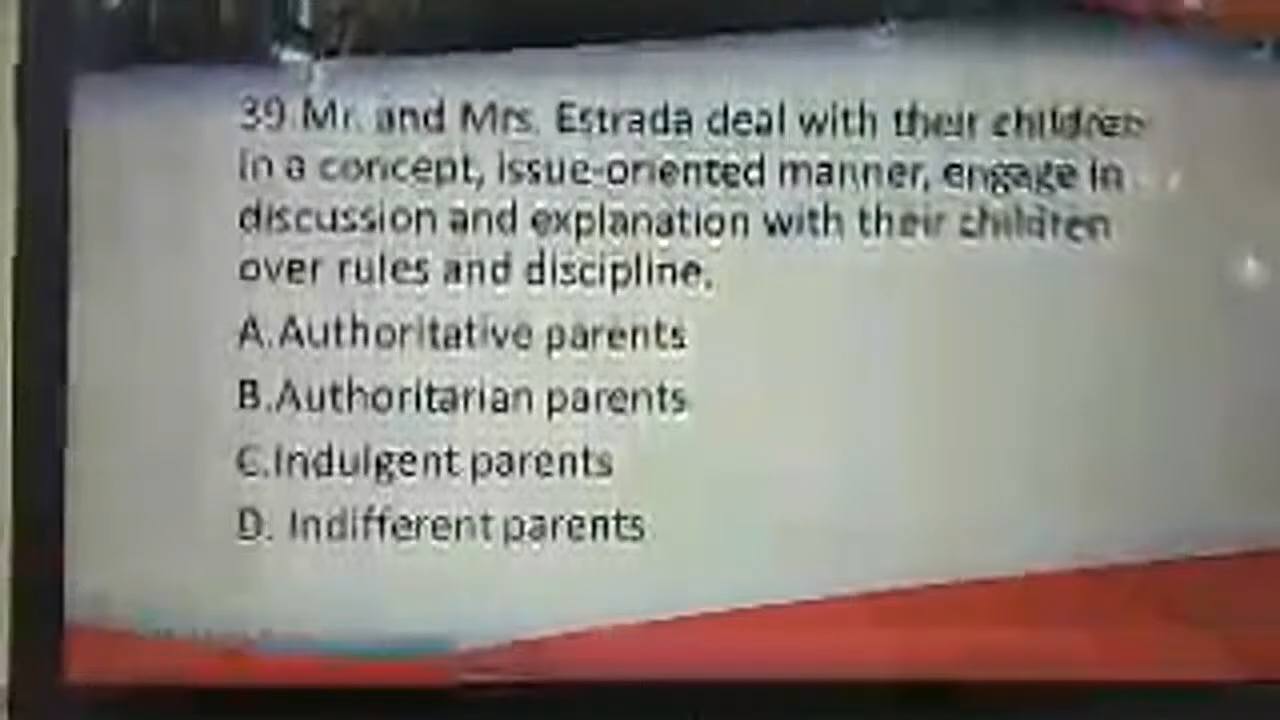 39.Mr. and Mrs. Estrada deal with their children
in a concept, issue-oriented manner, engage in
discussion and explanation with their children
over rules and discipline.
A.Authoritative parents
B.Authoritarian parents
C.Indulgent parents
D. Indifferent parents